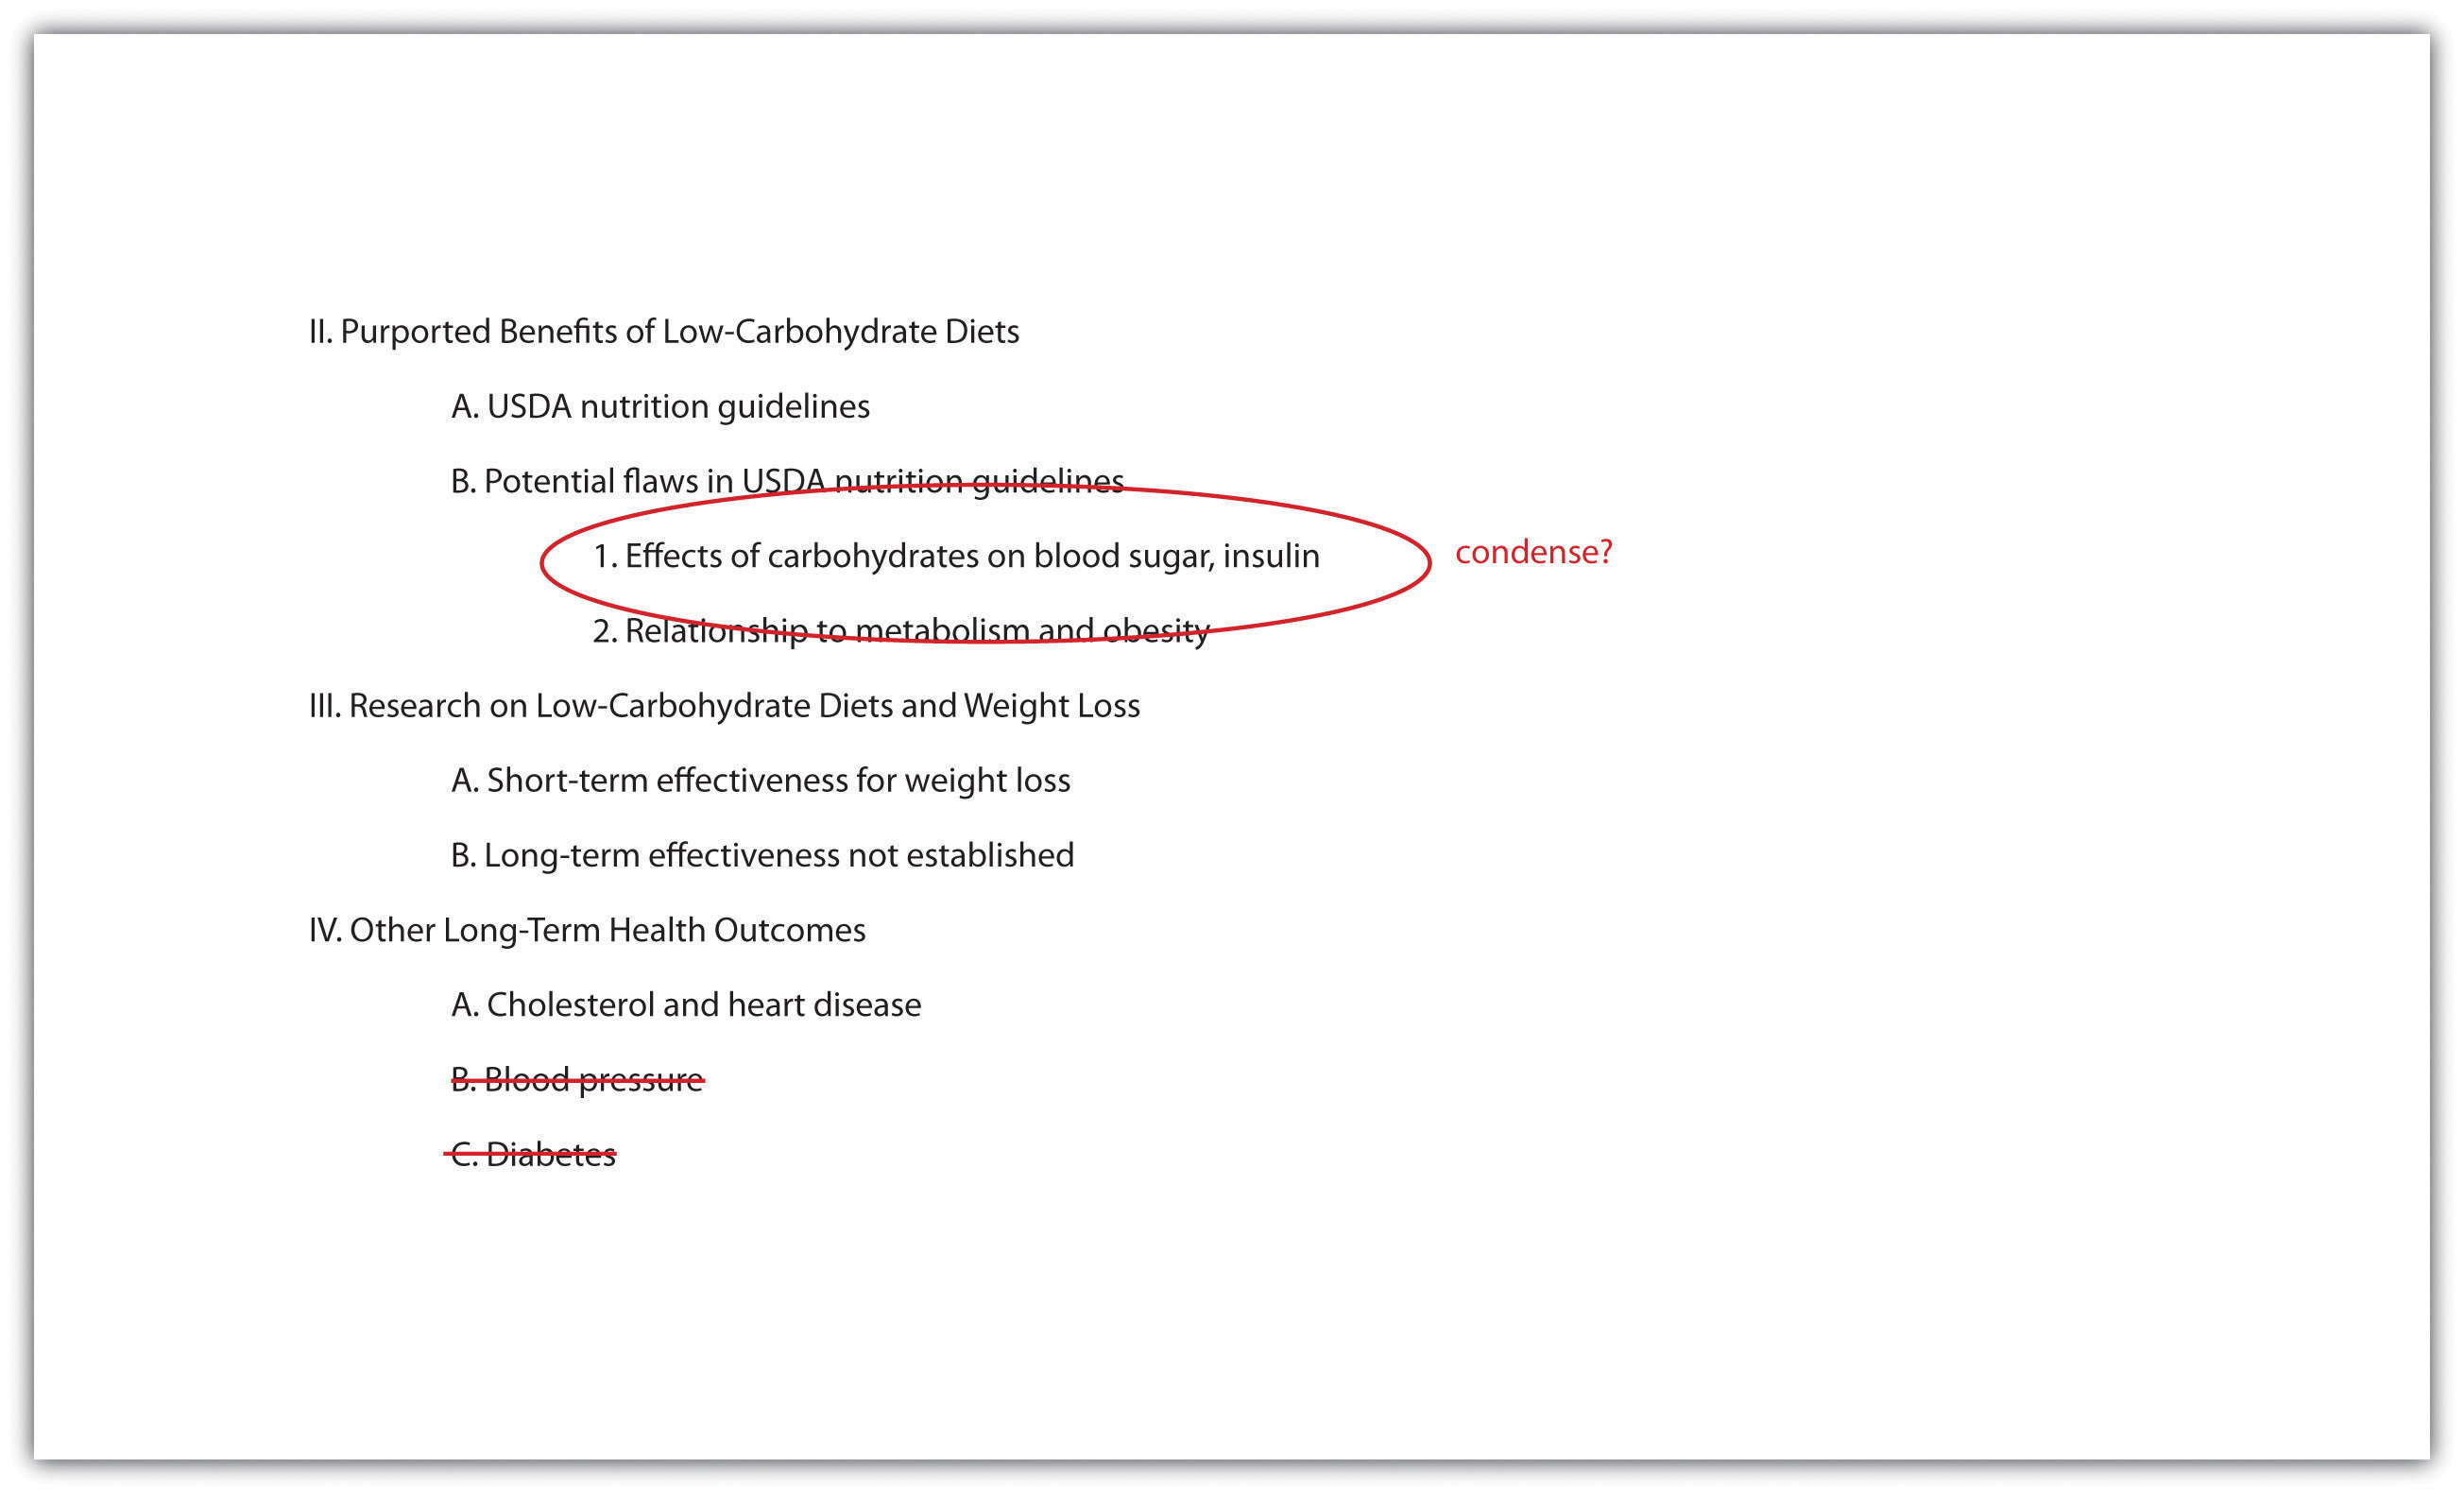 II. Purported Benefits of Low-Carbohydrate Diets
A. USDA nutrition guidelines
B. Potential flaws in USDA nutrition guidelines
1. Effects of carbohydrates on blood sugar, insulin condense?
2. Relationship to metabolism and obesity
III. Research on Low-Carbohydrate Diets and Weight Loss
A. Short-term effectiveness for weight loss
B. Long-term effectiveness not established
IV. Other Long-Term Health Outcomes
A. Cholesterol and heart disease
B. Blood pressure
C. Diabetes